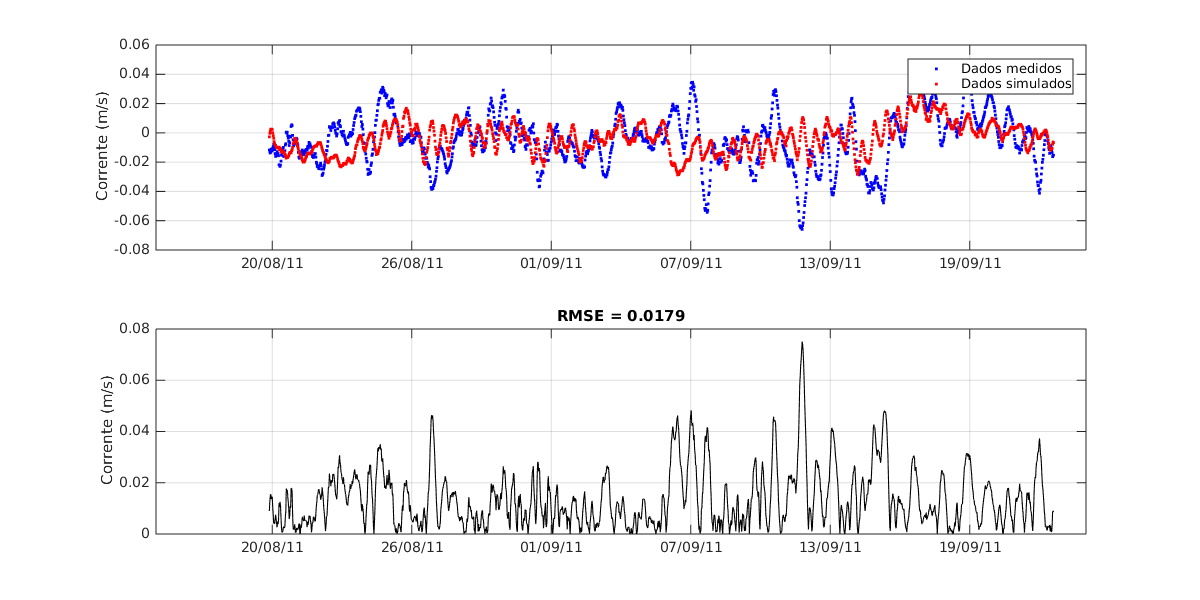 0.06
0.04
0.02
0
-0.02
-0.04
-0.06
-0.08
Corrente (m/s)
Dados medidos
Dados simulados
20/08/11 26/08/11 01/09/11 07/09/11 13/09/11 19/09/11
RMSE = 0.0179
0.08
0.06
0.04
0.02
0
Corrente (m/s)
20/08/11 26/08/11 01/09/11 07/09/11 13/09/11 19/09/11